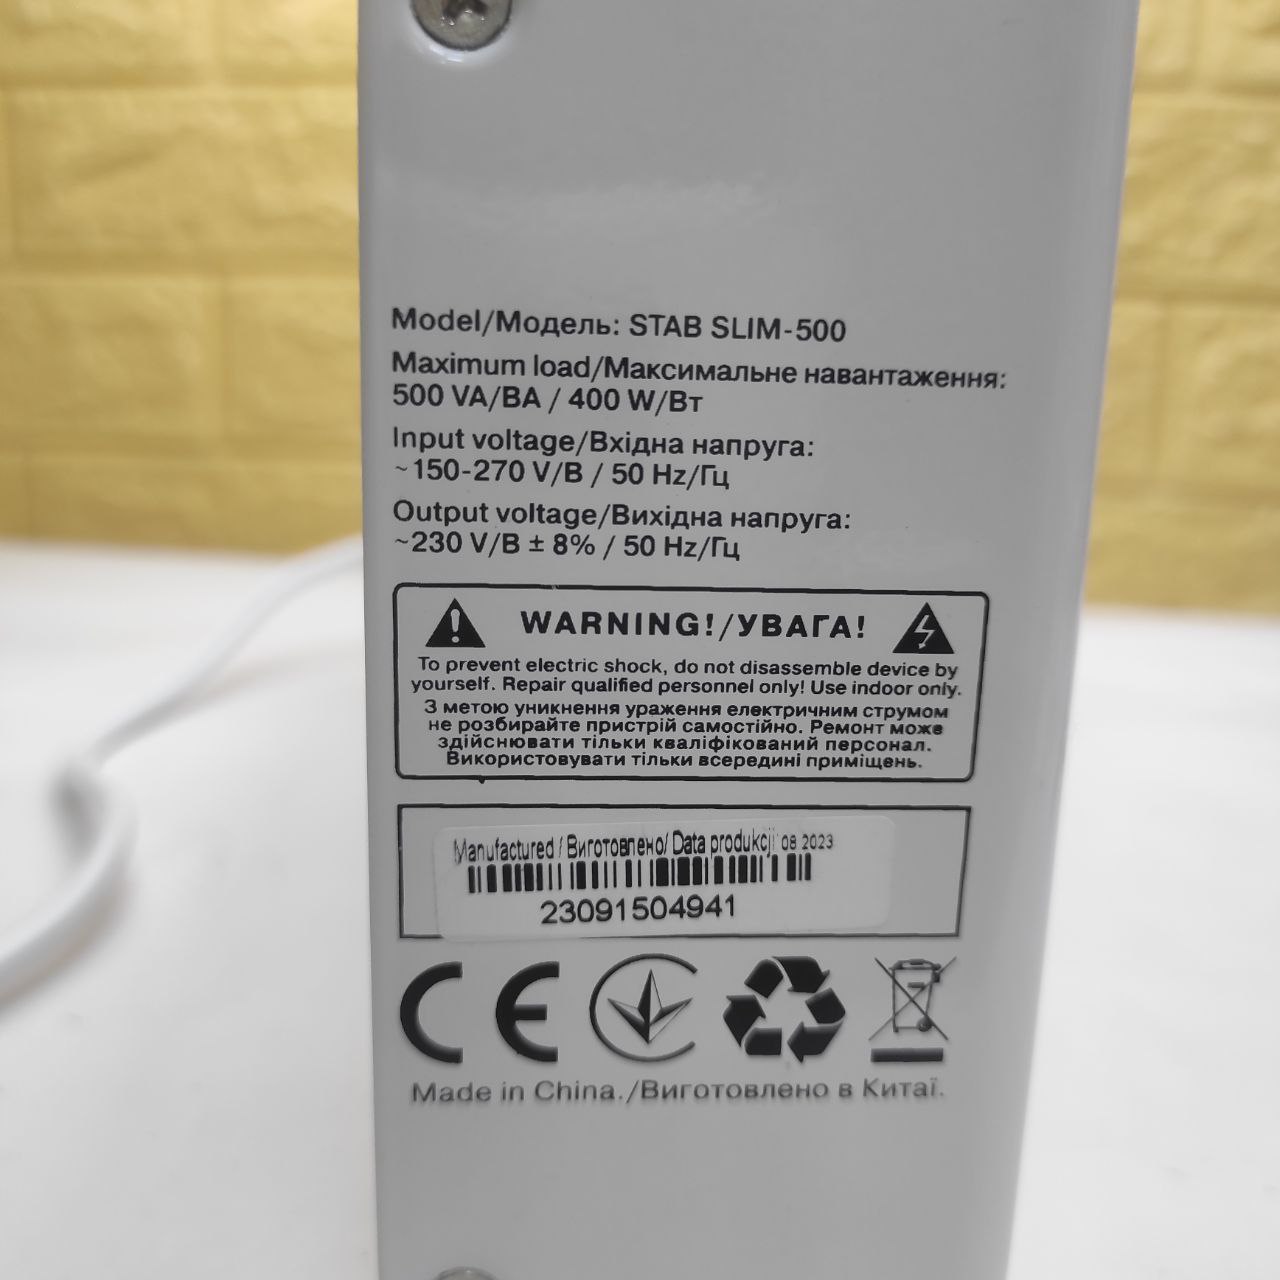 Model/Модель: STAB SLIM-500
Maximum load/Максимальне навантаження:
500 VA/ВА / 400 W/Вт
Input voltage/Вхідна напруга:
~150-270 V/В / 50 Hz/Гц
Output voltage/Вихідна напруга:
~230 V/В ± 8% / 50 Hz/Гц
WARNING!/УВАГА!
To prevent electric shock, do not disassemble device by
yourself. Repair qualified personnel only! Use indoor only.
З метою уникнення ураження електричним струмом
не розбирайте пристрій самостійно. Ремонт може
здійснювати тільки кваліфікований персонал.
Використовувати тільки всередині приміщень.
Manufactured / Виготовлено/ Data produkcji 08 2023
23091504941
CE
Made in China./Виготовлено в Китаї.